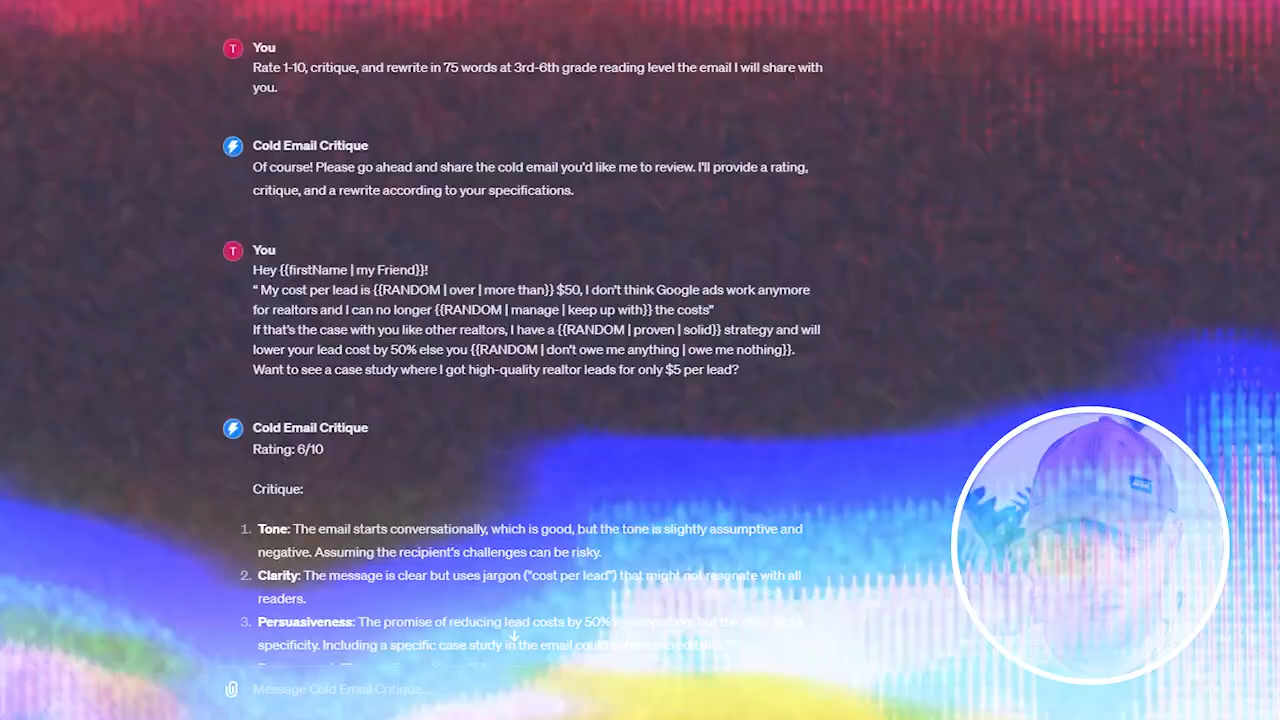 T
You
Rate 1-10, critique, and rewrite in 75 words at 3rd-6th grade reading level the email I will share with
you.
Cold Email Critique
Of course! Please go ahead and share the cold email you'd like me to review. I'll provide a rating,
critique, and a rewrite according to your specifications.
T
You
Hey {{firstName | my Friend}}!
“ My cost per lead is {{RANDOM | over | more than}} $50, I don’t think Google ads work anymore
for realtors and I can no longer {{RANDOM | manage | keep up with}} the costs”
If that’s the case with you like other realtors, I have a {{RANDOM | proven | solid}} strategy and will
lower your lead cost by 50% else you {{RANDOM | don’t owe me anything | owe me nothing}}.
Want to see a case study where I got high-quality realtor leads for only $5 per lead?
Cold Email Critique
Rating: 6/10
Critique:
1. Tone: The email starts conversationally, which is good, but the tone is slightly assumptive and
negative. Assuming the recipient's challenges can be risky.
2. Clarity: The message is clear but uses jargon ("cost per lead") that might not resonate with all
readers.
3. Persuasiveness: The promise of reducing lead costs by 50% is compelling, but the
specificity. Including a specific case study in the email could
Message Cold Email Critique...